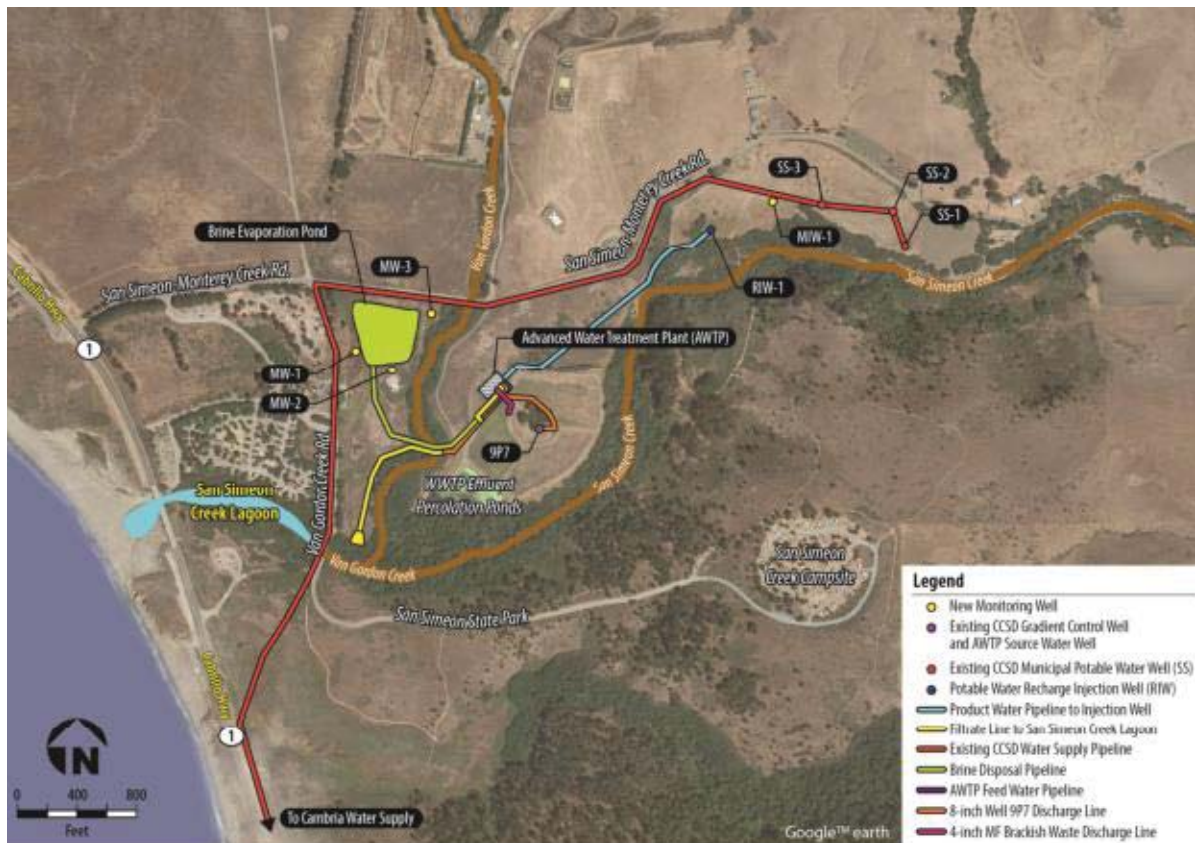 Van Gordon Creek
San Simeon-Monterey Creek Rd.
SS-3
SS-2
SS-1
MIW-1
RIW-1
San Simeon Creek
Brine Evaporation Pond
MW-3
Cabrillo Hwy
San Simeon-Monterey Creek Rd.
1
Advanced Water Treatment Plant (AWTP)
MW-1
MW-2
9P7
Van Gordon Creek Rd
San Simeon Creek
WWTP Effluent
Percolation Ponds
San Simeon
Creek Lagoon
Van Gordon Creek
San Simeon
Creek Campsite
San Simeon State Park
Cabrillo Hwy
1
N
0 400 800
Feet
To Cambria Water Supply
Google™ earth
Legend
New Monitoring Well
Existing CCSD Gradient Control Well
and AWTP Source Water Well
Existing CCSD Municipal Potable Water Well (SS)
Potable Water Recharge Injection Well (RIW)
Product Water Pipeline to Injection Well
Filtrate Line to San Simeon Creek Lagoon
Existing CCSD Water Supply Pipeline
Brine Disposal Pipeline
AWTP Feed Water Pipeline
8-inch Well 9P7 Discharge Line
4-inch MF Brackish Waste Discharge Line